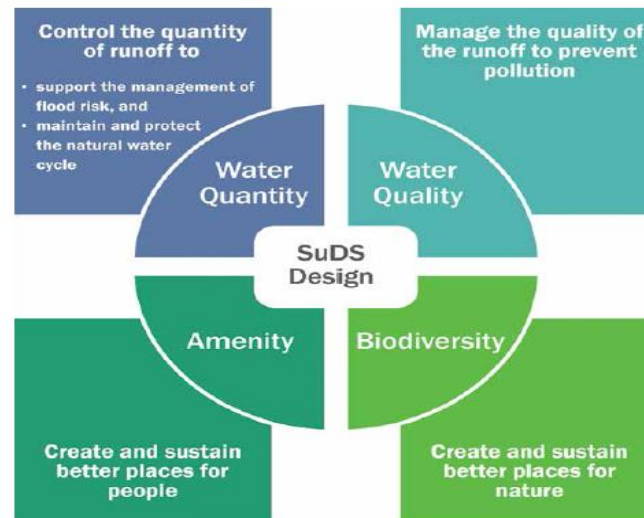 Control the quantity
of runoff to
• support the management of
flood risk, and
• maintain and protect
the natural water
cycle
Manage the quality of
the runoff to prevent
pollution
Water
Quantity
Water
Quality
SuDS
Design
Amenity
Biodiversity
Create and sustain
better places for
people
Create and sustain
better places for
nature